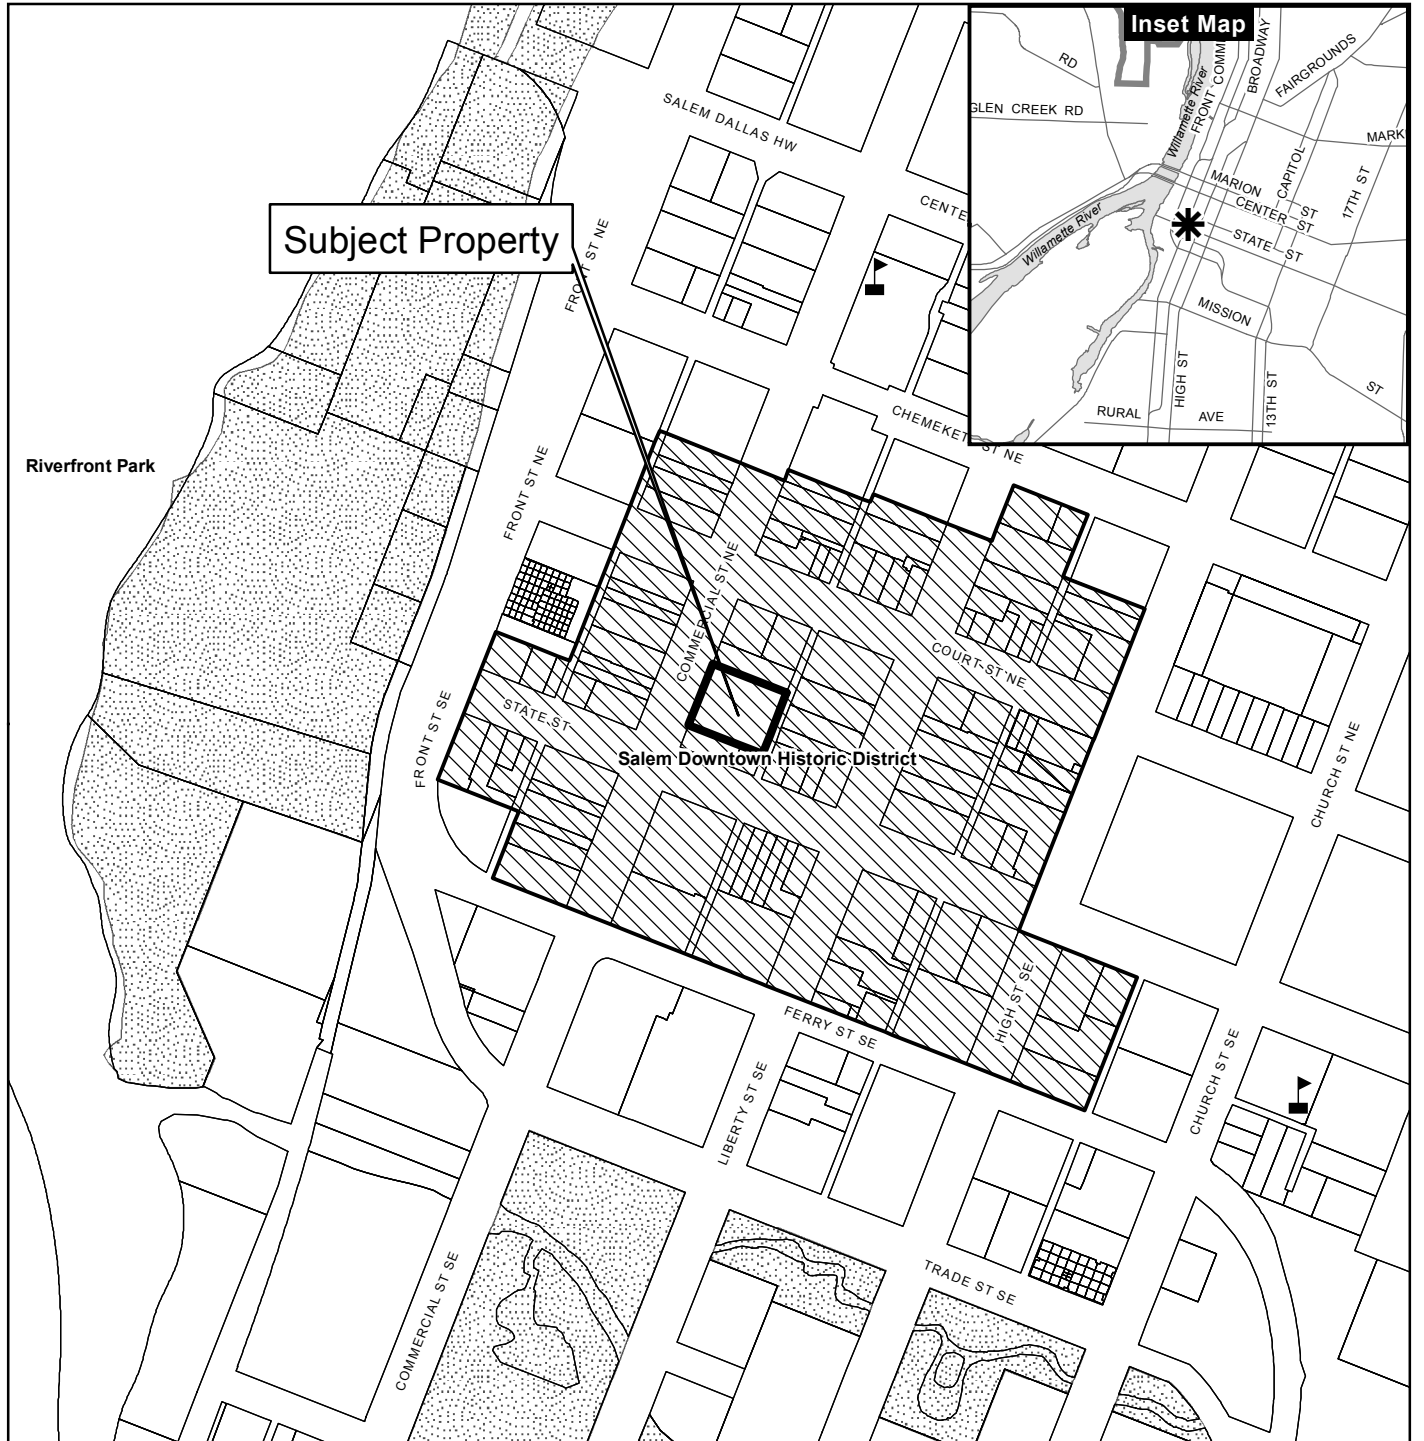 Inset Map
RD
GLEN CREEK RD
Willamette River
FRONT
COMM
BROADWAY
FAIRGROUNDS
MARK
CAPITOL
17TH ST
MARION ST
CENTER ST
STATE ST
Willamette River
MISSION ST
HIGH ST
13TH ST
RURAL AVE
SALEM DALLAS HW
CENTE
Subject Property
FRONT ST NE
CHEMEKET ST NE
Riverfront Park
FRONT ST NE
COMMERCIAL ST NE
COURT ST NE
STATE ST
FRONT ST SE
Salem Downtown Historic District
CHURCH ST NE
HIGH ST SE
FERRY ST SE
LIBERTY ST SE
CHURCH ST SE
TRADE ST SE
COMMERCIAL ST SE